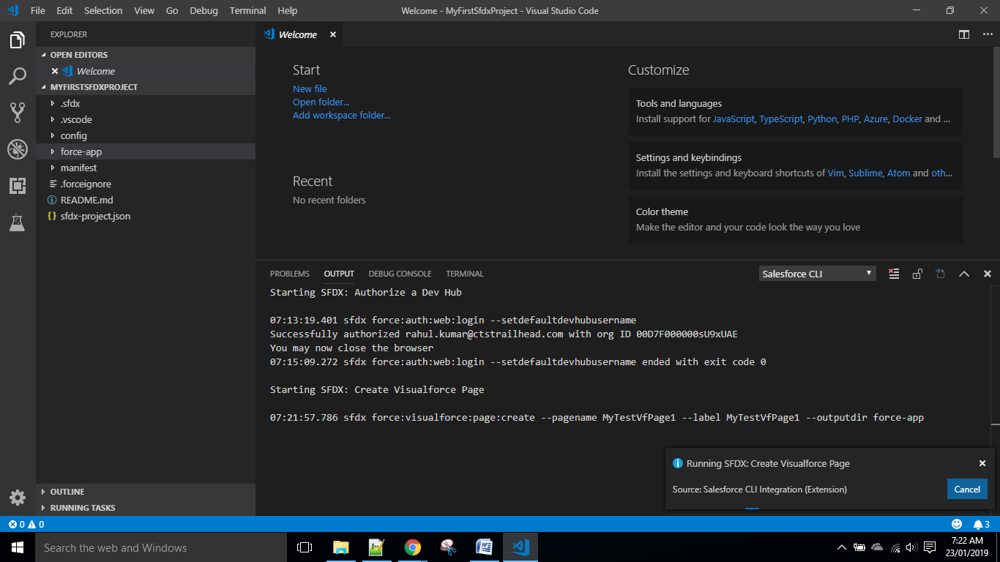 File Edit Selection View Go Debug Terminal Help
Welcome - MyFirstSfdxProject - Visual Studio Code
EXPLORER
OPEN EDITORS
Welcome
MYFIRSTSFDXPROJECT
.sfdx
.vscode
config
force-app
manifest
.forceignore
README.md
sfdx-project.json
OUTLINE
RUNNING TASKS
Welcome
Start
New file
Open folder...
Add workspace folder...
Recent
No recent folders
Customize
Tools and languages
Install support for JavaScript, TypeScript, Python, PHP, Azure, Docker and ...
Settings and keybindings
Install the settings and keyboard shortcuts of Vim, Sublime, Atom and oth...
Color theme
Make the editor and your code look the way you love
PROBLEMS OUTPUT DEBUG CONSOLE TERMINAL
Salesforce CLI
Starting SFDX: Authorize a Dev Hub
07:13:19.401 sfdx force:auth:web:login --setdefaultdevhubusername
Successfully authorized rahul.kumar@ctstrailhead.com with org ID 00D7F000000sU9xUAE
You may now close the browser
07:15:09.272 sfdx force:auth:web:login --setdefaultdevhubusername ended with exit code 0
Starting SFDX: Create Visualforce Page
07:21:57.786 sfdx force:visualforce:page:create --pagename MyTestVfPage1 --label MyTestVfPage1 --outputdir force-app
Running SFDX: Create Visualforce Page
Source: Salesforce CLI Integration (Extension)
Cancel
0 0
3
Search the web and Windows
7:22 AM
23/01/2019